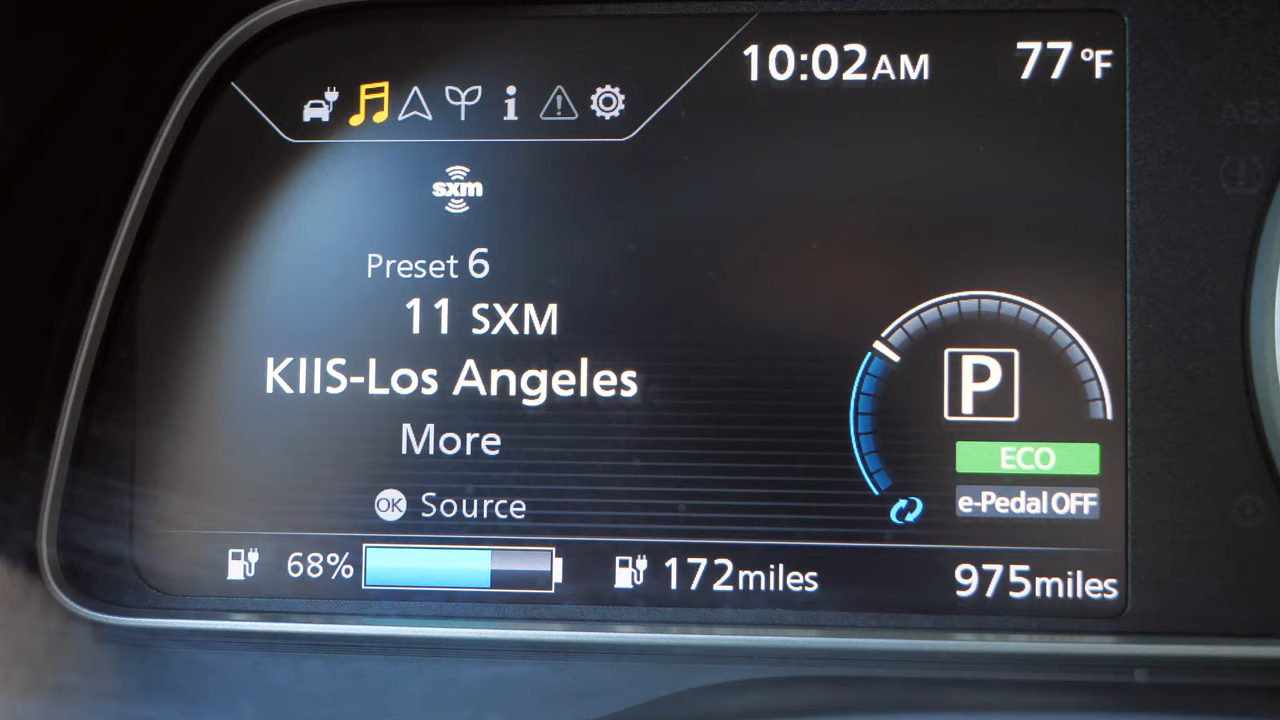 10:02AM 77°F
sxm
Preset 6
11 SXM
KIIS-Los Angeles
More
OK Source
P
ECO
e-Pedal OFF
68% 172miles 975miles